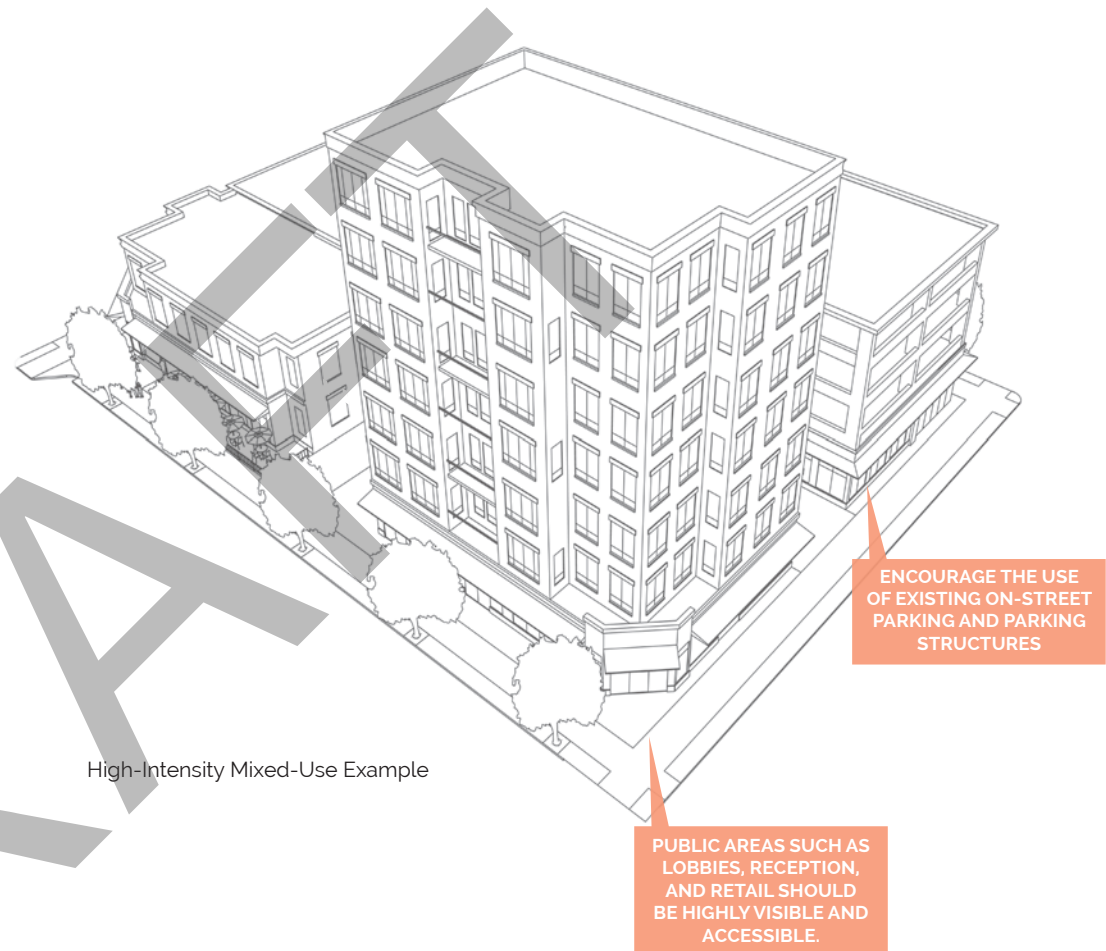 ENCOURAGE THE USE
OF EXISTING ON-STREET
PARKING AND PARKING
STRUCTURES
High-Intensity Mixed-Use Example
PUBLIC AREAS SUCH AS
LOBBIES, RECEPTION,
AND RETAIL SHOULD
BE HIGHLY VISIBLE AND
ACCESSIBLE.